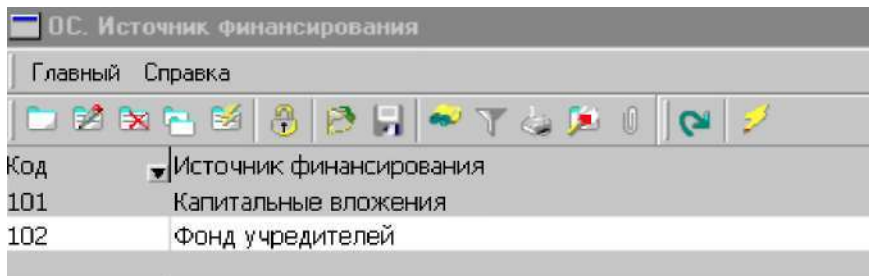 ОС. Источник финансирования
Главный Справка
Код Источник финансирования
101 Капитальные вложения
102 Фонд учредителей